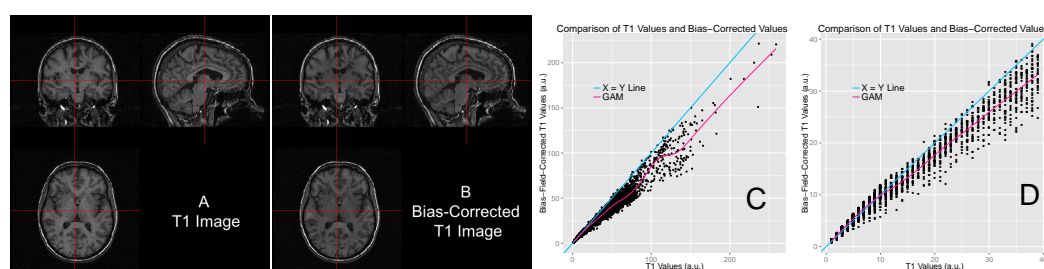 A
T1 Image
B
Bias-Corrected
T1 Image
Comparison of T1 Values and Bias−Corrected Values
Bias−Field−Corrected T1 Values (a.u.)
200
150
100
50
0
X = Y Line
GAM
C
0
100
200
T1 Values (a.u.)
Comparison of T1 Values and Bias−Corrected Value
Bias−Field−Corrected T1 Values (a.u.)
40
30
20
10
0
X = Y Line
GAM
D
0
10
20
30
40
T1 Values (a.u.)